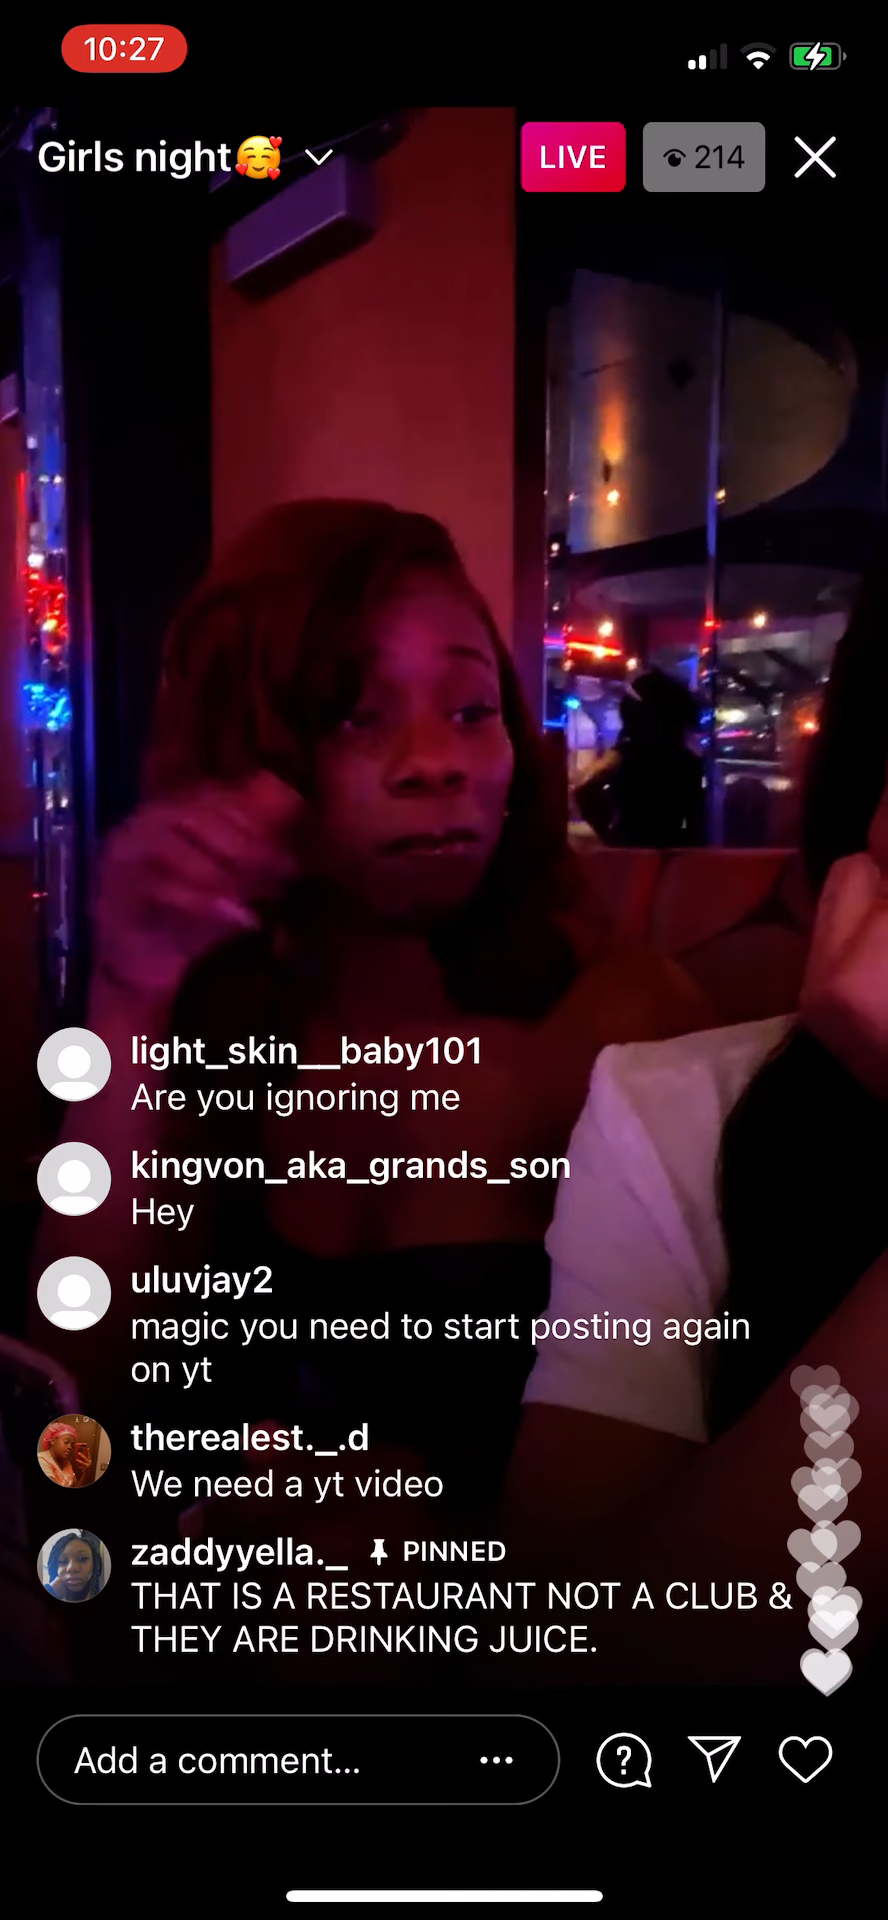 10:27
Girls night🥰
LIVE
214
light_skin__baby101
Are you ignoring me
kingvon_aka_grands_son
Hey
uluvjay2
magic you need to start posting again
on yt
therealest._.d
We need a yt video
zaddyyella._ PINNED
THAT IS A RESTAURANT NOT A CLUB &
THEY ARE DRINKING JUICE.
Add a comment...